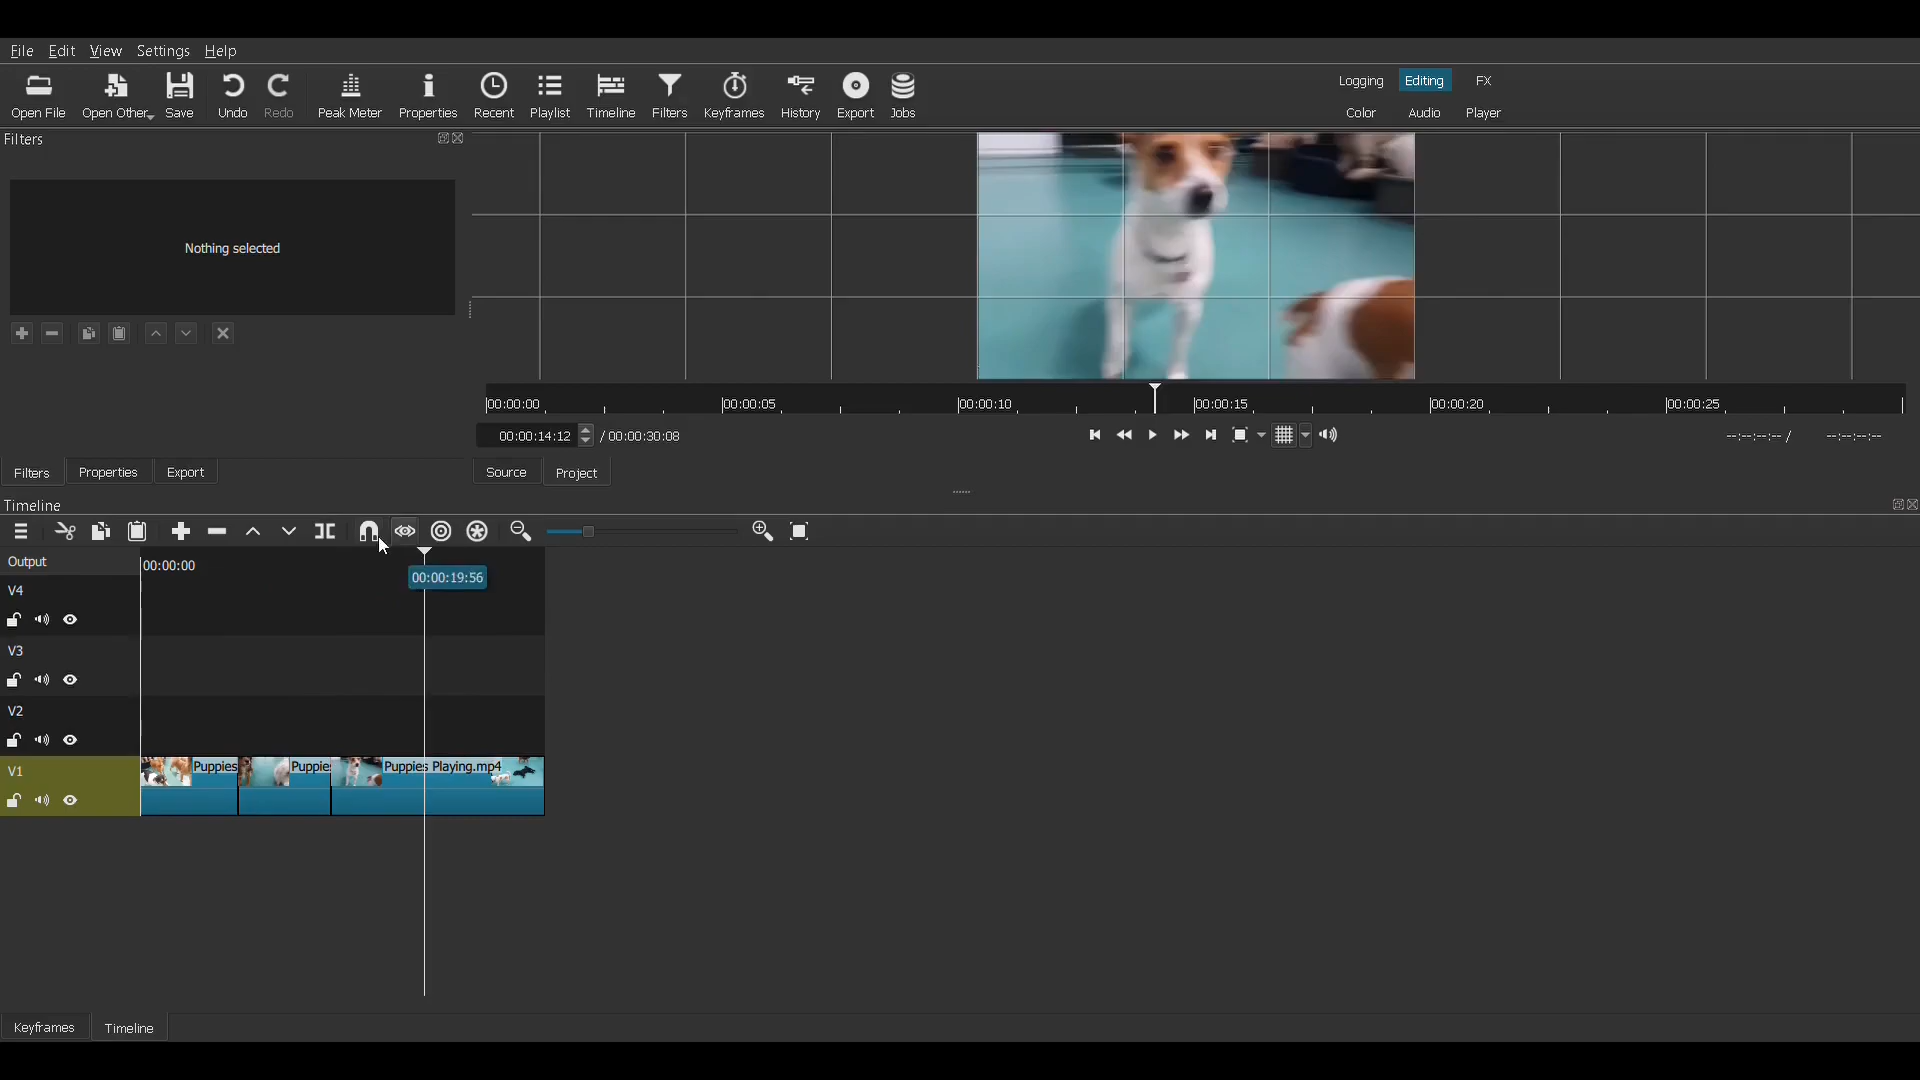 File Edit View Settings Help
Open File Open Other Save Undo Redo Peak Meter Properties Recent Playlist Timeline Filters Keyframes History Export Jobs
Logging Editing FX
Color Audio Player
Filters
Nothing selected
00:00:00 00:00:05 00:00:10 00:00:15 00:00:20 00:00:25
00:00:14:12 / 00:00:30:08 --:--:--:-- / --:--:--:--
Filters Properties Export Source Project
Timeline
Output 00:00:00
00:00:19:56
V4
V3
V2
V1 Puppies Puppies Puppies Playing.mp4
Keyframes Timeline